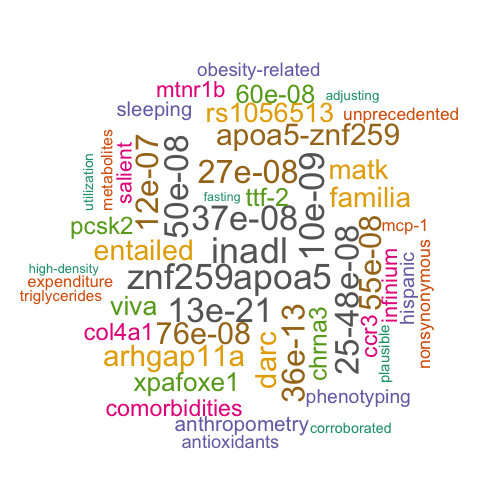 obesity-related
mtnr1b 60e-08 adjusting
sleeping rs1056513 unprecedented
apoa5-znf259
utilization metabolites salient 12e-07 50e-08 27e-08 10e-09 matk
fasting ttf-2 familia
pcsk2 37e-08 55e-08 mcp-1
entailed inadl 25-48e-08 infinium hispanic nonsynonymous
high-density znf259apoa5
expenditure
triglycerides viva 13e-21
col4a1 76e-08 36e-13 chrna3 ccr3 plausible
arhgap11a darc
xpafoxe1 phenotyping
comorbidities
anthropometry corroborated
antioxidants